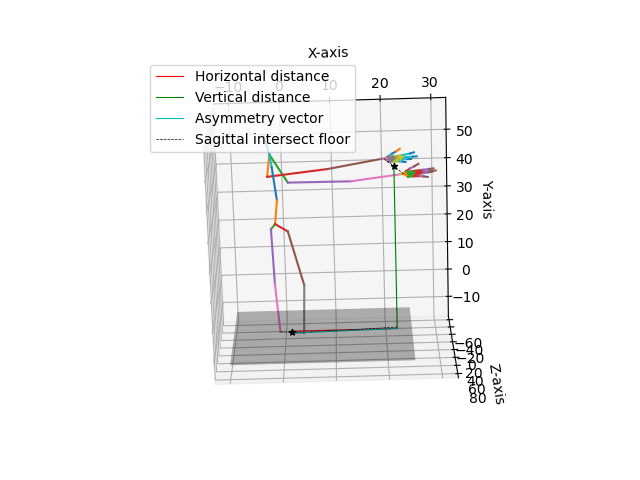 X-axis
Horizontal distance
Vertical distance
Asymmetry vector
Sagittal intersect floor
−10 0 10 20 30
50
40
30
20
10
0
−10
Y-axis
−60
−40
−20
0
20
40
60
80
Z-axis